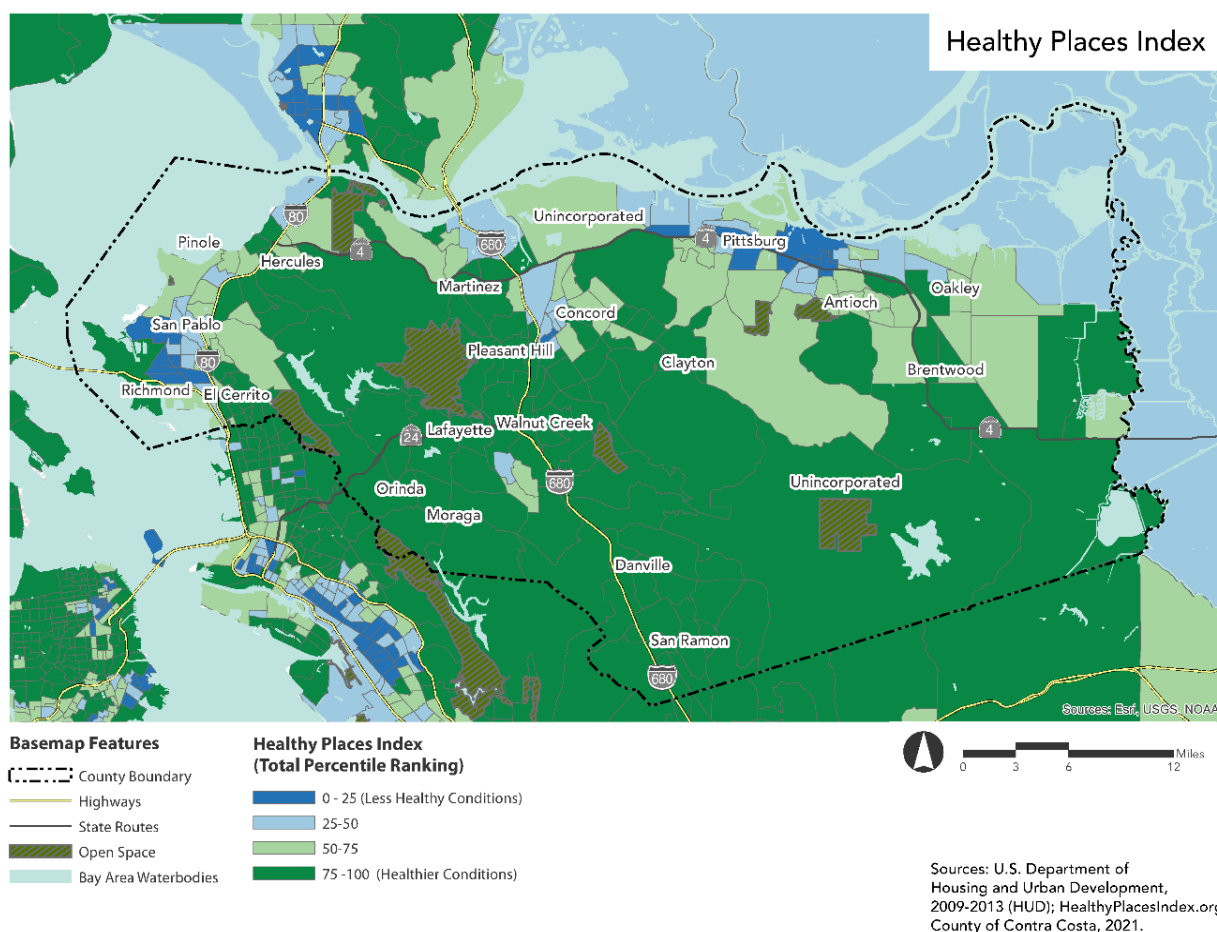 Healthy Places Index
Unincorporated
80
Pinole
4
Pittsburg
680
4
Hercules
Martinez
Oakley
Antioch
Concord
San Pablo
Pleasant Hill
80
Clayton
Brentwood
Richmond
El Cerrito
Walnut Creek
Lafayette
24
4
680
Unincorporated
Orinda
Moraga
Danville
San Ramon
680
Sources: Esri, USGS, NOAA
Basemap Features
County Boundary
Highways
State Routes
Open Space
Bay Area Waterbodies
Healthy Places Index
(Total Percentile Ranking)
0 - 25 (Less Healthy Conditions)
25-50
50-75
75 -100 (Healthier Conditions)
Miles
0 3 6 12
Sources: U.S. Department of
Housing and Urban Development,
2009-2013 (HUD); HealthyPlacesIndex.org
County of Contra Costa, 2021.